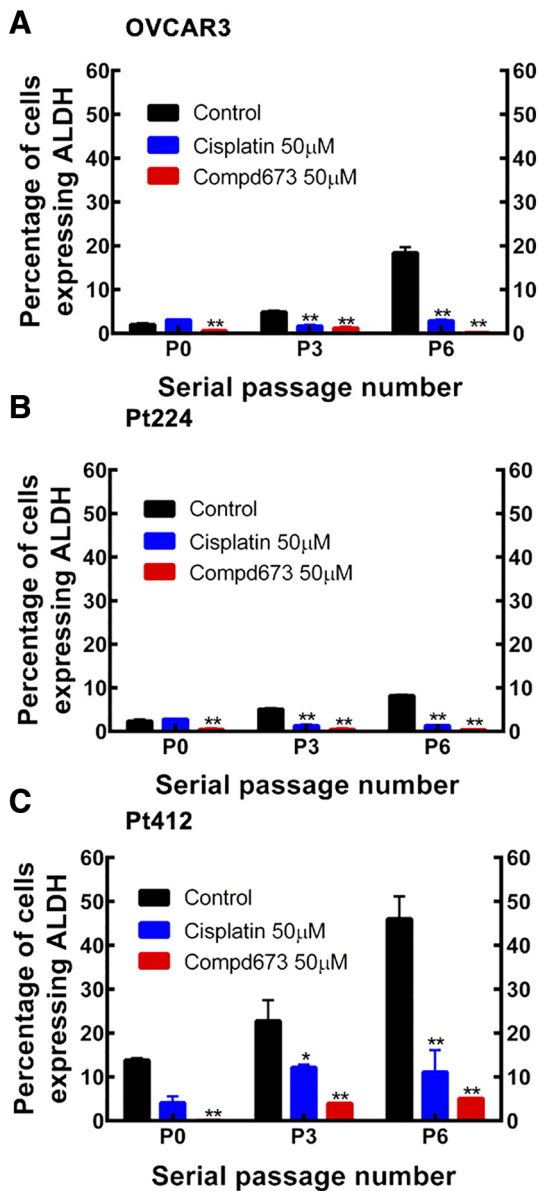 A
OVCAR3
Percentage of cells
expressing ALDH
60
50
40
30
20
10
0
Control
Cisplatin 50μM
Compd673 50μM
60
50
40
30
20
10
0
**
**
**
**
**
P0
P3
P6
Serial passage number
B
Pt224
Percentage of cells
expressing ALDH
60
50
40
30
20
10
0
Control
Cisplatin 50μM
Compd673 50μM
60
50
40
30
20
10
0
**
**
**
**
**
P0
P3
P6
Serial passage number
C
Pt412
Percentage of cells
expressing ALDH
60
50
40
30
20
10
0
Control
Cisplatin 50μM
Compd673 50μM
60
50
40
30
20
10
0
**
*
**
**
**
P0
P3
P6
Serial passage number